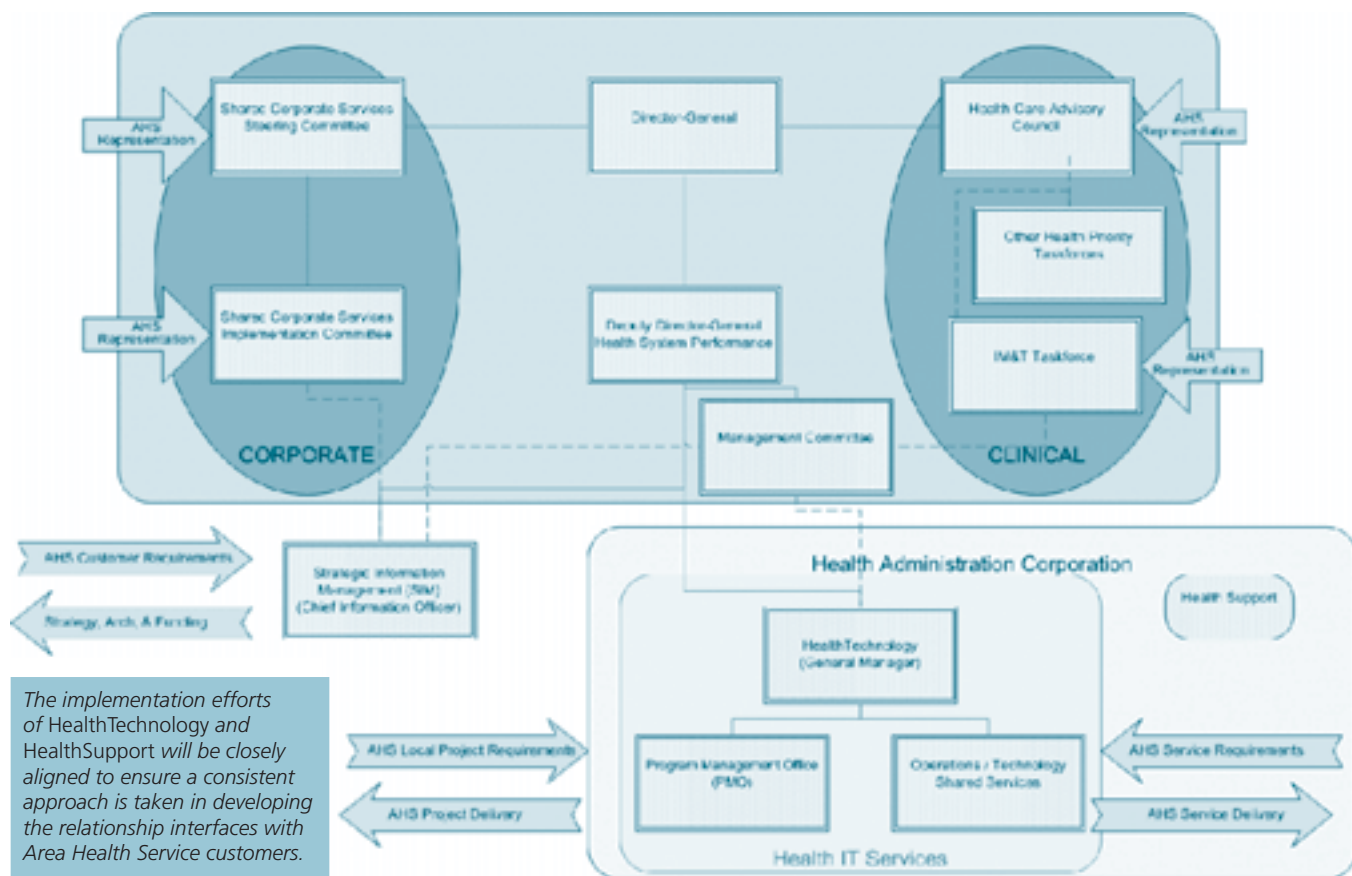 AHS
Representation
Shared Corporate Services
Steering Committee
Director-General
Health Care Advisory
Council
AHS
Representation
Other Health Priority
Taskforces
AHS
Representation
Shared Corporate Services
Implementation Committee
Deputy Director-General
Health System Performance
IM&T Taskforce
AHS
Representation
Management Committee
CORPORATE
CLINICAL
AHS Customer Requirements
Strategy, Arch, & Funding
Strategic Information
Management (SIM)
(Chief Information Officer)
Health Administration Corporation
Health Support
HealthTechnology
(General Manager)
The implementation efforts
of HealthTechnology and
HealthSupport will be closely
aligned to ensure a consistent
approach is taken in developing
the relationship interfaces with
Area Health Service customers.
AHS Local Project Requirements
AHS Project Delivery
Program Management Office
(PMO)
Operations / Technology
Shared Services
AHS Service Requirements
AHS Service Delivery
Health IT Services